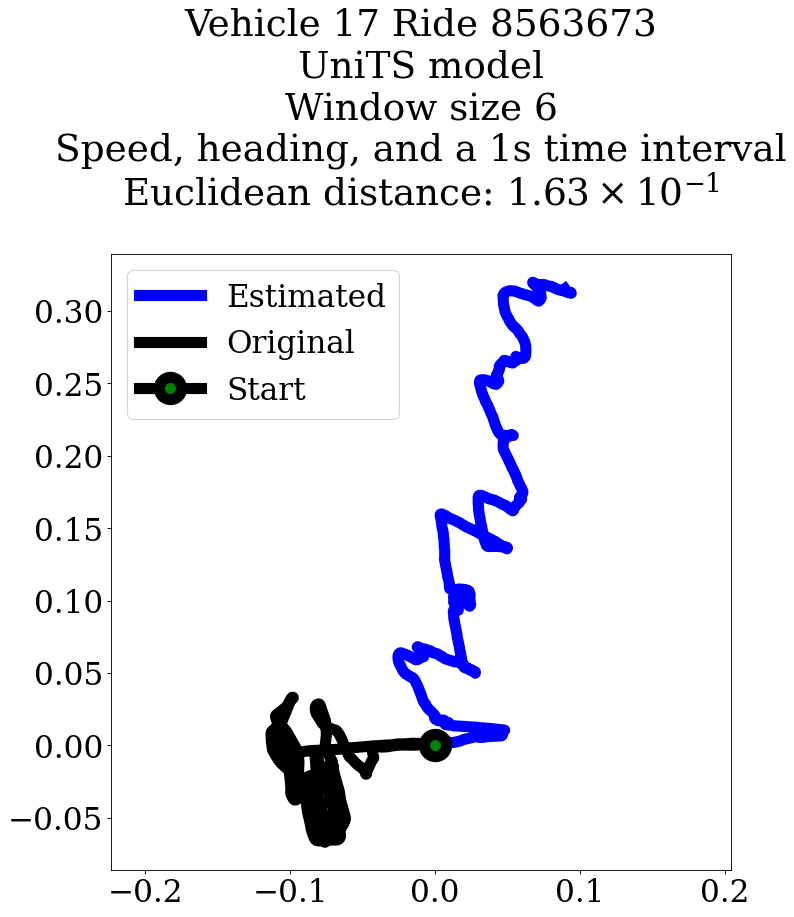 Vehicle 17 Ride 8563673
UniTS model
Window size 6
Speed, heading, and a 1s time interval
Euclidean distance: 1.63 × 10⁻¹
Estimated
Original
Start
0.30
0.25
0.20
0.15
0.10
0.05
0.00
−0.05
−0.2 −0.1 0.0 0.1 0.2